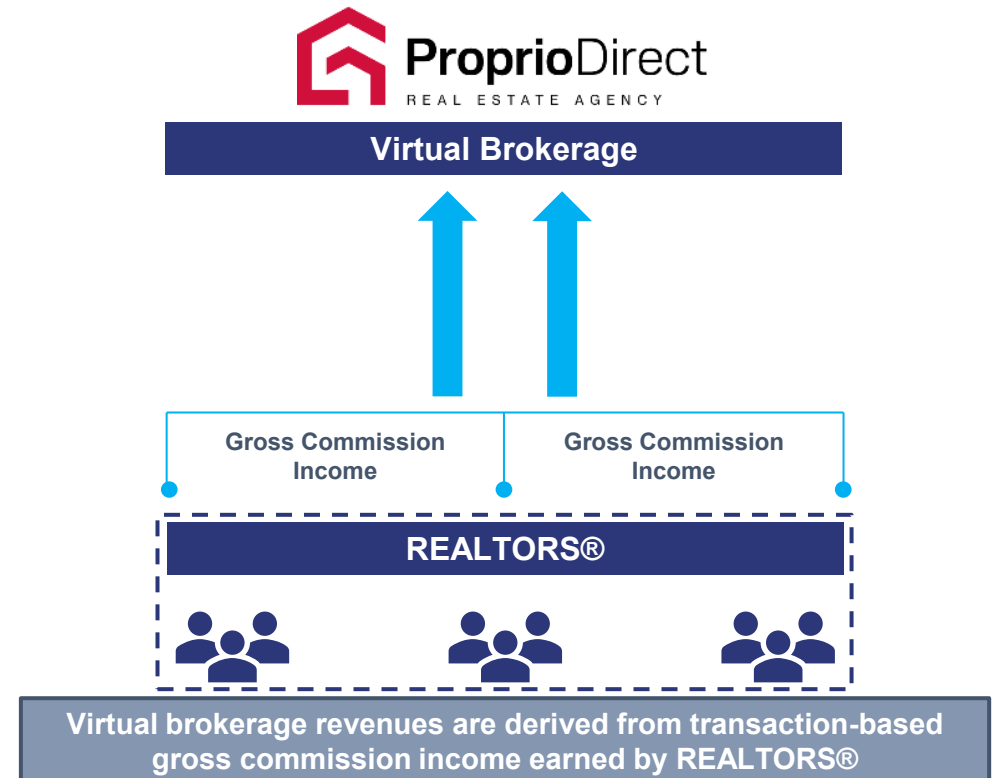 ProprioDirect
REAL ESTATE AGENCY
Virtual Brokerage
Gross Commission
Income
Gross Commission
Income
REALTORS®
Virtual brokerage revenues are derived from transaction-based
gross commission income earned by REALTORS®